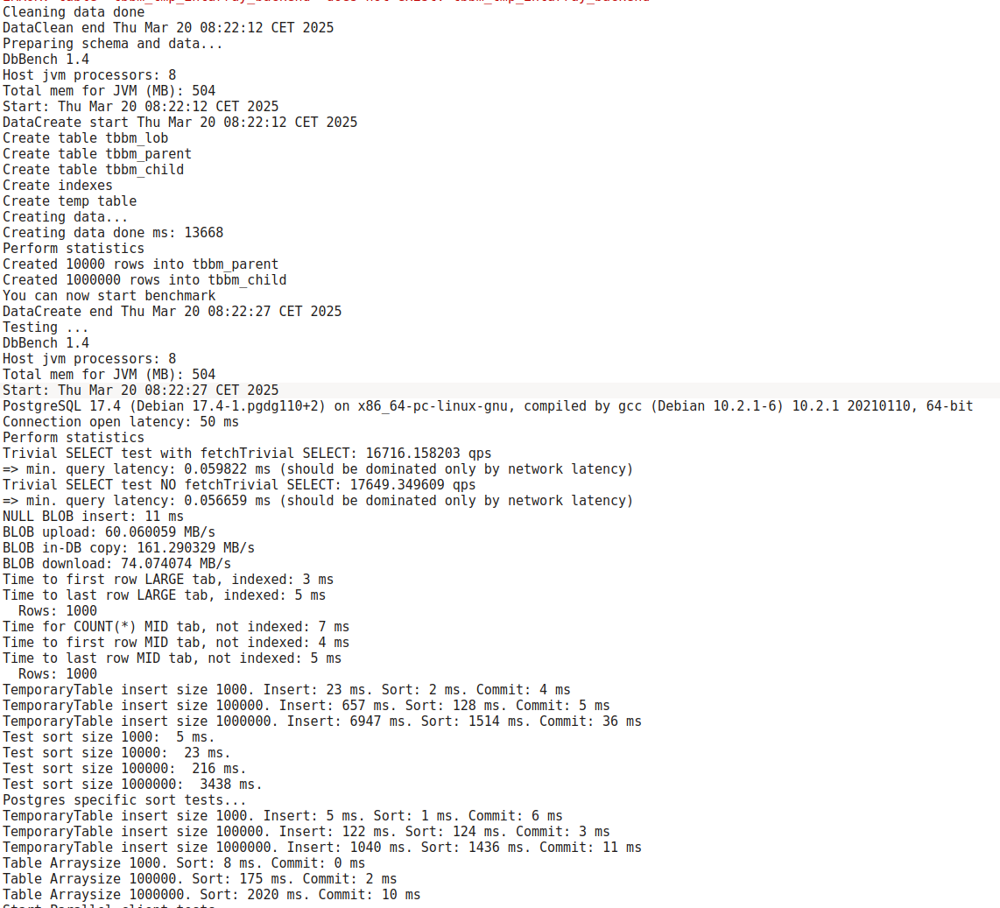 Cleaning data done
DataClean end Thu Mar 20 08:22:12 CET 2025
Preparing schema and data...
DbBench 1.4
Host jvm processors: 8
Total mem for JVM (MB): 504
Start: Thu Mar 20 08:22:12 CET 2025
DataCreate start Thu Mar 20 08:22:12 CET 2025
Create table tbbm_lob
Create table tbbm_parent
Create table tbbm_child
Create indexes
Create temp table
Creating data...
Creating data done ms: 13668
Perform statistics
Created 10000 rows into tbbm_parent
Created 1000000 rows into tbbm_child
You can now start benchmark
DataCreate end Thu Mar 20 08:22:27 CET 2025
Testing ...
DbBench 1.4
Host jvm processors: 8
Total mem for JVM (MB): 504
Start: Thu Mar 20 08:22:27 CET 2025
PostgreSQL 17.4 (Debian 17.4-1.pgdg110+2) on x86_64-pc-linux-gnu, compiled by gcc (Debian 10.2.1-6) 10.2.1 20210110, 64-bit
Connection open latency: 50 ms
Perform statistics
Trivial SELECT test with fetchTrivial SELECT: 16716.158203 qps
=> min. query latency: 0.059822 ms (should be dominated only by network latency)
Trivial SELECT test NO fetchTrivial SELECT: 17649.349609 qps
=> min. query latency: 0.056659 ms (should be dominated only by network latency)
NULL BLOB insert: 11 ms
BLOB upload: 60.060059 MB/s
BLOB in-DB copy: 161.290329 MB/s
BLOB download: 74.074074 MB/s
Time to first row LARGE tab, indexed: 3 ms
Time to last row LARGE tab, indexed: 5 ms
  Rows: 1000
Time for COUNT(*) MID tab, not indexed: 7 ms
Time to first row MID tab, not indexed: 4 ms
Time to last row MID tab, not indexed: 5 ms
  Rows: 1000
TemporaryTable insert size 1000. Insert: 23 ms. Sort: 2 ms. Commit: 4 ms
TemporaryTable insert size 100000. Insert: 657 ms. Sort: 128 ms. Commit: 5 ms
TemporaryTable insert size 1000000. Insert: 6947 ms. Sort: 1514 ms. Commit: 36 ms
Test sort size 1000:  5 ms.
Test sort size 10000:  23 ms.
Test sort size 100000:  216 ms.
Test sort size 1000000:  3438 ms.
Postgres specific sort tests...
TemporaryTable insert size 1000. Insert: 5 ms. Sort: 1 ms. Commit: 6 ms
TemporaryTable insert size 100000. Insert: 122 ms. Sort: 124 ms. Commit: 3 ms
TemporaryTable insert size 1000000. Insert: 1040 ms. Sort: 1436 ms. Commit: 11 ms
Table Arraysize 1000. Sort: 8 ms. Commit: 0 ms
Table Arraysize 100000. Sort: 175 ms. Commit: 2 ms
Table Arraysize 1000000. Sort: 2020 ms. Commit: 10 ms